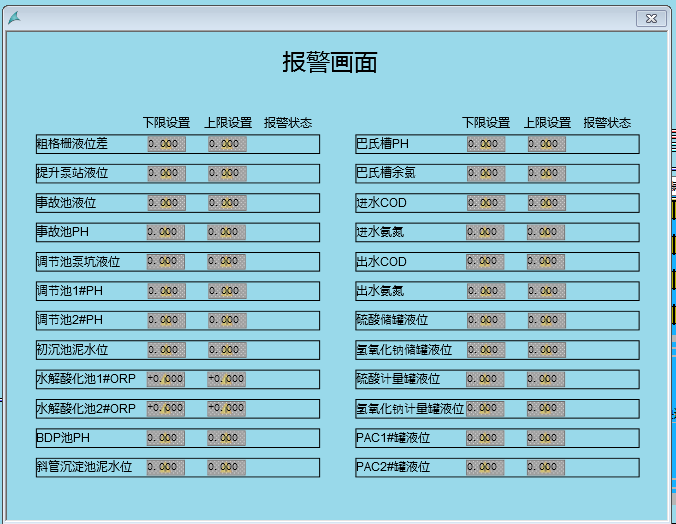 报警画面
下限设置 上限设置 报警状态
粗格栅液位差 0.000 0.000
提升泵站液位 0.000 0.000
事故池液位 0.000 0.000
事故池PH 0.000 0.000
调节池泵坑液位 0.000 0.000
调节池1#PH 0.000 0.000
调节池2#PH 0.000 0.000
初沉池泥水位 0.000 0.000
水解酸化池1#ORP +0.000 +0.000
水解酸化池2#ORP +0.000 +0.000
BDP池PH 0.000 0.000
斜管沉淀池泥水位 0.000 0.000
下限设置 上限设置 报警状态
巴氏槽PH 0.000 0.000
巴氏槽余氯 0.000 0.000
进水COD 0.000 0.000
进水氨氮 0.000 0.000
出水COD 0.000 0.000
出水氨氮 0.000 0.000
硫酸储罐液位 0.000 0.000
氢氧化钠储罐液位 0.000 0.000
硫酸计量罐液位 0.000 0.000
氢氧化钠计量罐液位 0.000 0.000
PAC1#罐液位 0.000 0.000
PAC2#罐液位 0.000 0.000